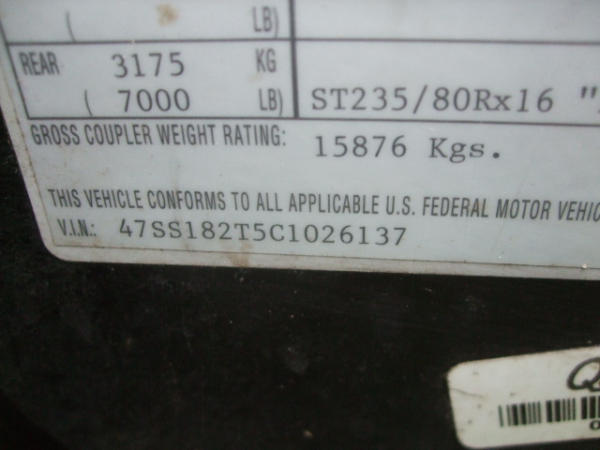 ( LB)
REAR 3175 KG
( 7000 LB) ST235/80Rx16 "
GROSS COUPLER WEIGHT RATING: 15876 Kgs.
THIS VEHICLE CONFORMS TO ALL APPLICABLE U.S. FEDERAL MOTOR
V.I.N.: 47SS182T5C1026137